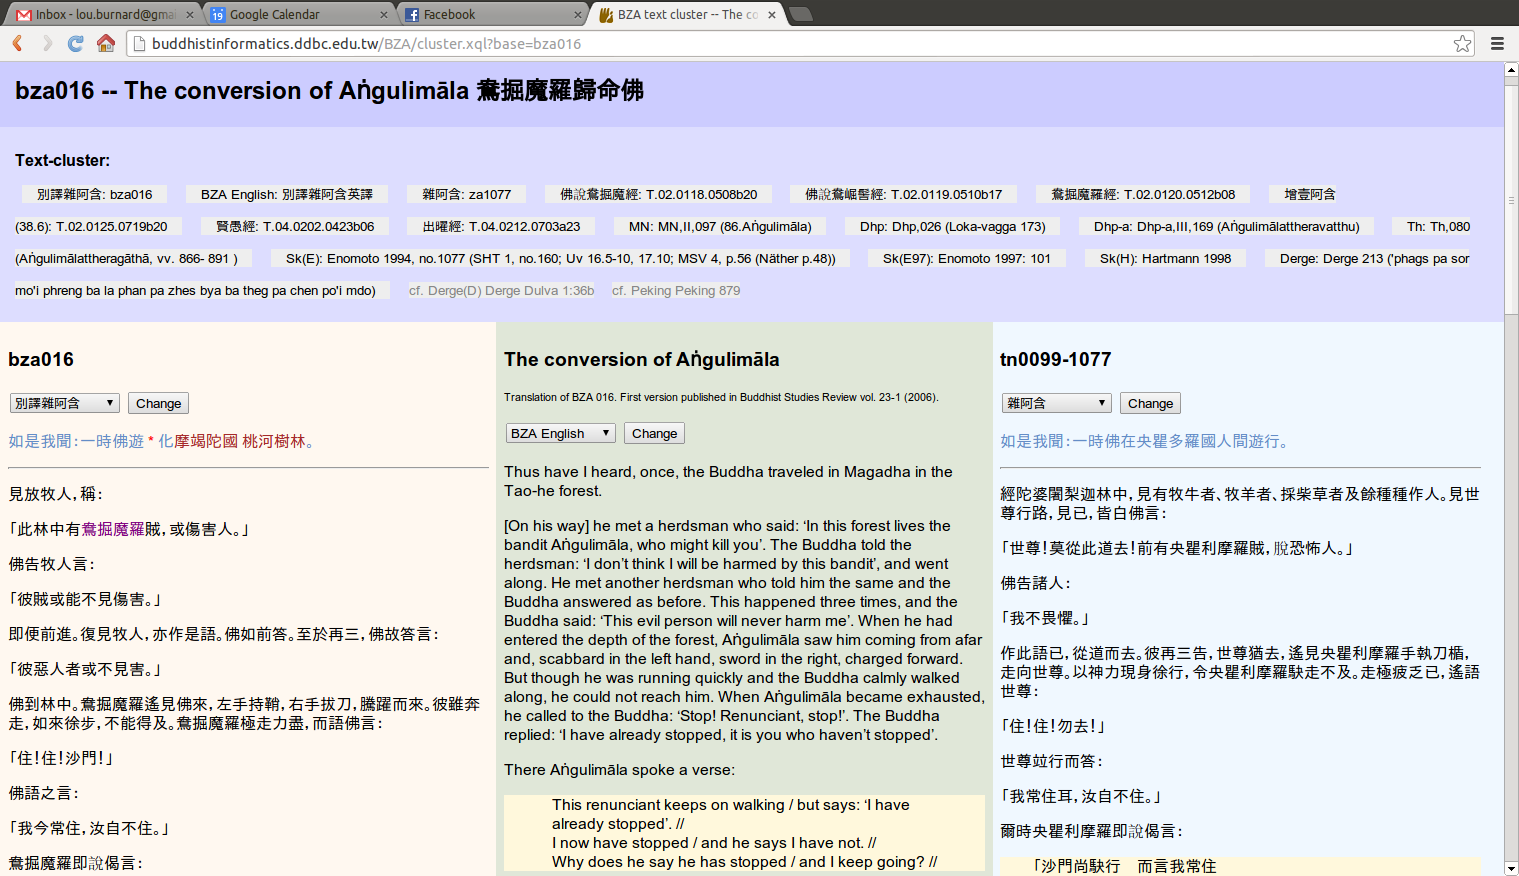 Inbox - lou.burnard@gmai
Google Calendar
Facebook
BZA text cluster -- The co
buddhistinformatics.ddbc.edu.tw/BZA/cluster.xql?base=bza016
bza016 -- The conversion of Aṅgulimāla 鴦掘魔羅歸命佛
Text-cluster:
別譯雜阿含: bza016 BZA English: 別譯雜阿含英譯 雜阿含: za1077 佛說鴦掘魔經: T.02.0118.0508b20 佛說鴦崛髻經: T.02.0119.0510b17 鴦掘魔羅經: T.02.0120.0512b08 增壹阿含
(38.6): T.02.0125.0719b20 賢愚經: T.04.0202.0423b06 出曜經: T.04.0212.0703a23 MN: MN,II,097 (86.Aṅgulimāla) Dhp: Dhp,026 (Loka-vagga 173) Dhp-a: Dhp-a,III,169 (Aṅgulimālattheravatthu) Th: Th,080
(Aṅgulimālattheragāthā, vv. 866- 891 ) Sk(E): Enomoto 1994, no.1077 (SHT 1, no.160; Uv 16.5-10, 17.10; MSV 4, p.56 (Näther p.48)) Sk(E97): Enomoto 1997: 101 Sk(H): Hartmann 1998 Derge: Derge 213 ('phags pa sor
mo'i phreng ba la phan pa zhes bya ba theg pa chen po'i mdo) cf. Derge(D) Derge Dulva 1:36b cf. Peking Peking 879
bza016
別譯雜阿含 Change
如是我聞：一時佛遊 * 化摩竭陀國 桃河樹林。
見放牧人，稱：
「此林中有鴦掘魔羅賊，或傷害人。」
佛告牧人言：
「彼賊或能不見傷害。」
即便前進。復見牧人，亦作是語。佛如前答。至於再三，佛故答言：
「彼惡人者或不見害。」
佛到林中。鴦掘魔羅遙見佛來，左手持鞘，右手拔刀，騰躍而來。彼雖奔
走，如來徐步，不能得及。鴦掘魔羅極走力盡，而語佛言：
「住！住！沙門！」
佛語之言：
「我今常住，汝自不住。」
鴦掘魔羅即說偈言：
The conversion of Aṅgulimāla
Translation of BZA 016. First version published in Buddhist Studies Review vol. 23-1 (2006).
BZA English Change
Thus have I heard, once, the Buddha traveled in Magadha in the
Tao-he forest.
[On his way] he met a herdsman who said: ‘In this forest lives the
bandit Aṅgulimāla, who might kill you’. The Buddha told the
herdsman: ‘I don’t think I will be harmed by this bandit’, and went
along. He met another herdsman who told him the same and the
Buddha answered as before. This happened three times, and the
Buddha said: ‘This evil person will never harm me’. When he had
entered the depth of the forest, Aṅgulimāla saw him coming from afar
and, scabbard in the left hand, sword in the right, charged forward.
But though he was running quickly and the Buddha calmly walked
along, he could not reach him. When Aṅgulimāla became exhausted,
he called to the Buddha: ‘Stop! Renunciant, stop!’. The Buddha
replied: ‘I have already stopped, it is you who haven’t stopped’.
There Aṅgulimāla spoke a verse:
This renunciant keeps on walking / but says: ‘I have
already stopped’. //
I now have stopped / and he says I have not. //
Why does he say he has stopped / and I keep going? //
tn0099-1077
雜阿含 Change
如是我聞：一時佛在央瞿多羅國人間遊行。
經陀婆闍梨迦林中，見有牧牛者、牧羊者、採柴草者及餘種種作人。見世
尊行路，見已，皆白佛言：
「世尊！莫從此道去！前有央瞿利摩羅賊，脫恐怖人。」
佛告諸人：
「我不畏懼。」
作此語已，從道而去。彼再三告，世尊猶去，遙見央瞿利摩羅手執刀楯，
走向世尊。以神力現身徐行，令央瞿利摩羅駃走不及。走極疲乏已，遙語
世尊：
「住！住！勿去！」
世尊竝行而答：
「我常住耳，汝自不住。」
爾時央瞿利摩羅即說偈言：
「沙門尚駃行 而言我常住